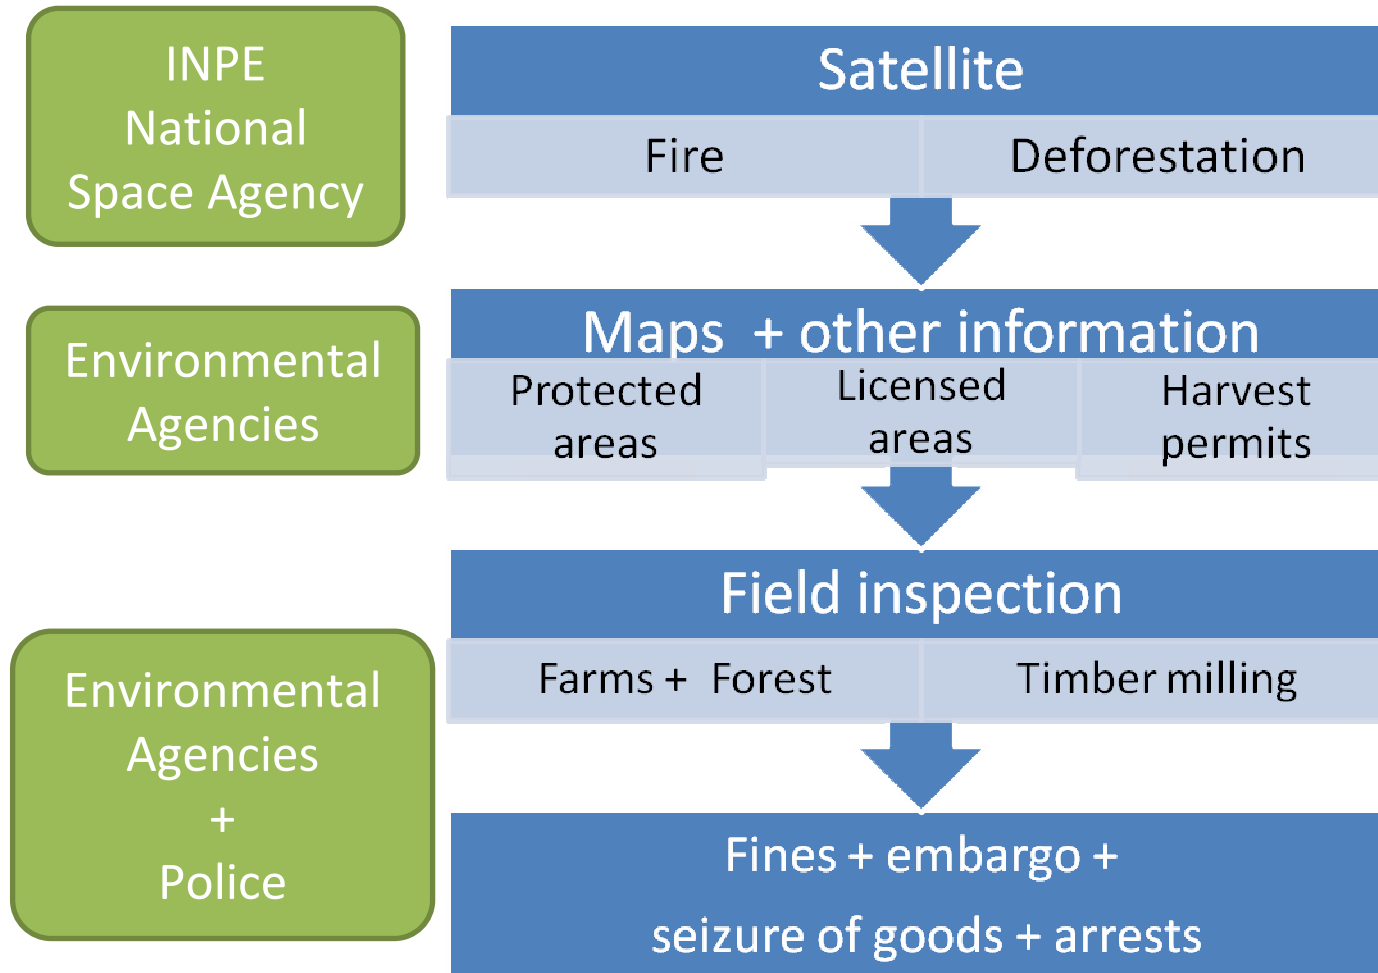 INPE
National
Space Agency
Satellite
Fire
Deforestation
Environmental
Agencies
Maps + other information
Protected
areas
Licensed
areas
Harvest
permits
Environmental
Agencies
+
Police
Field inspection
Farms + Forest
Timber milling
Fines + embargo +
seizure of goods + arrests